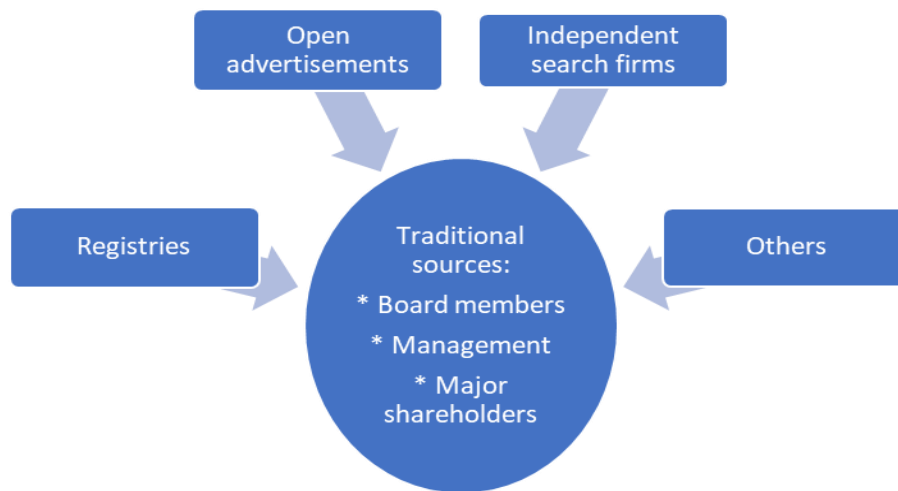 Open
advertisements
Independent
search firms
Registries
Others
Traditional
sources:
* Board members
* Management
* Major
shareholders